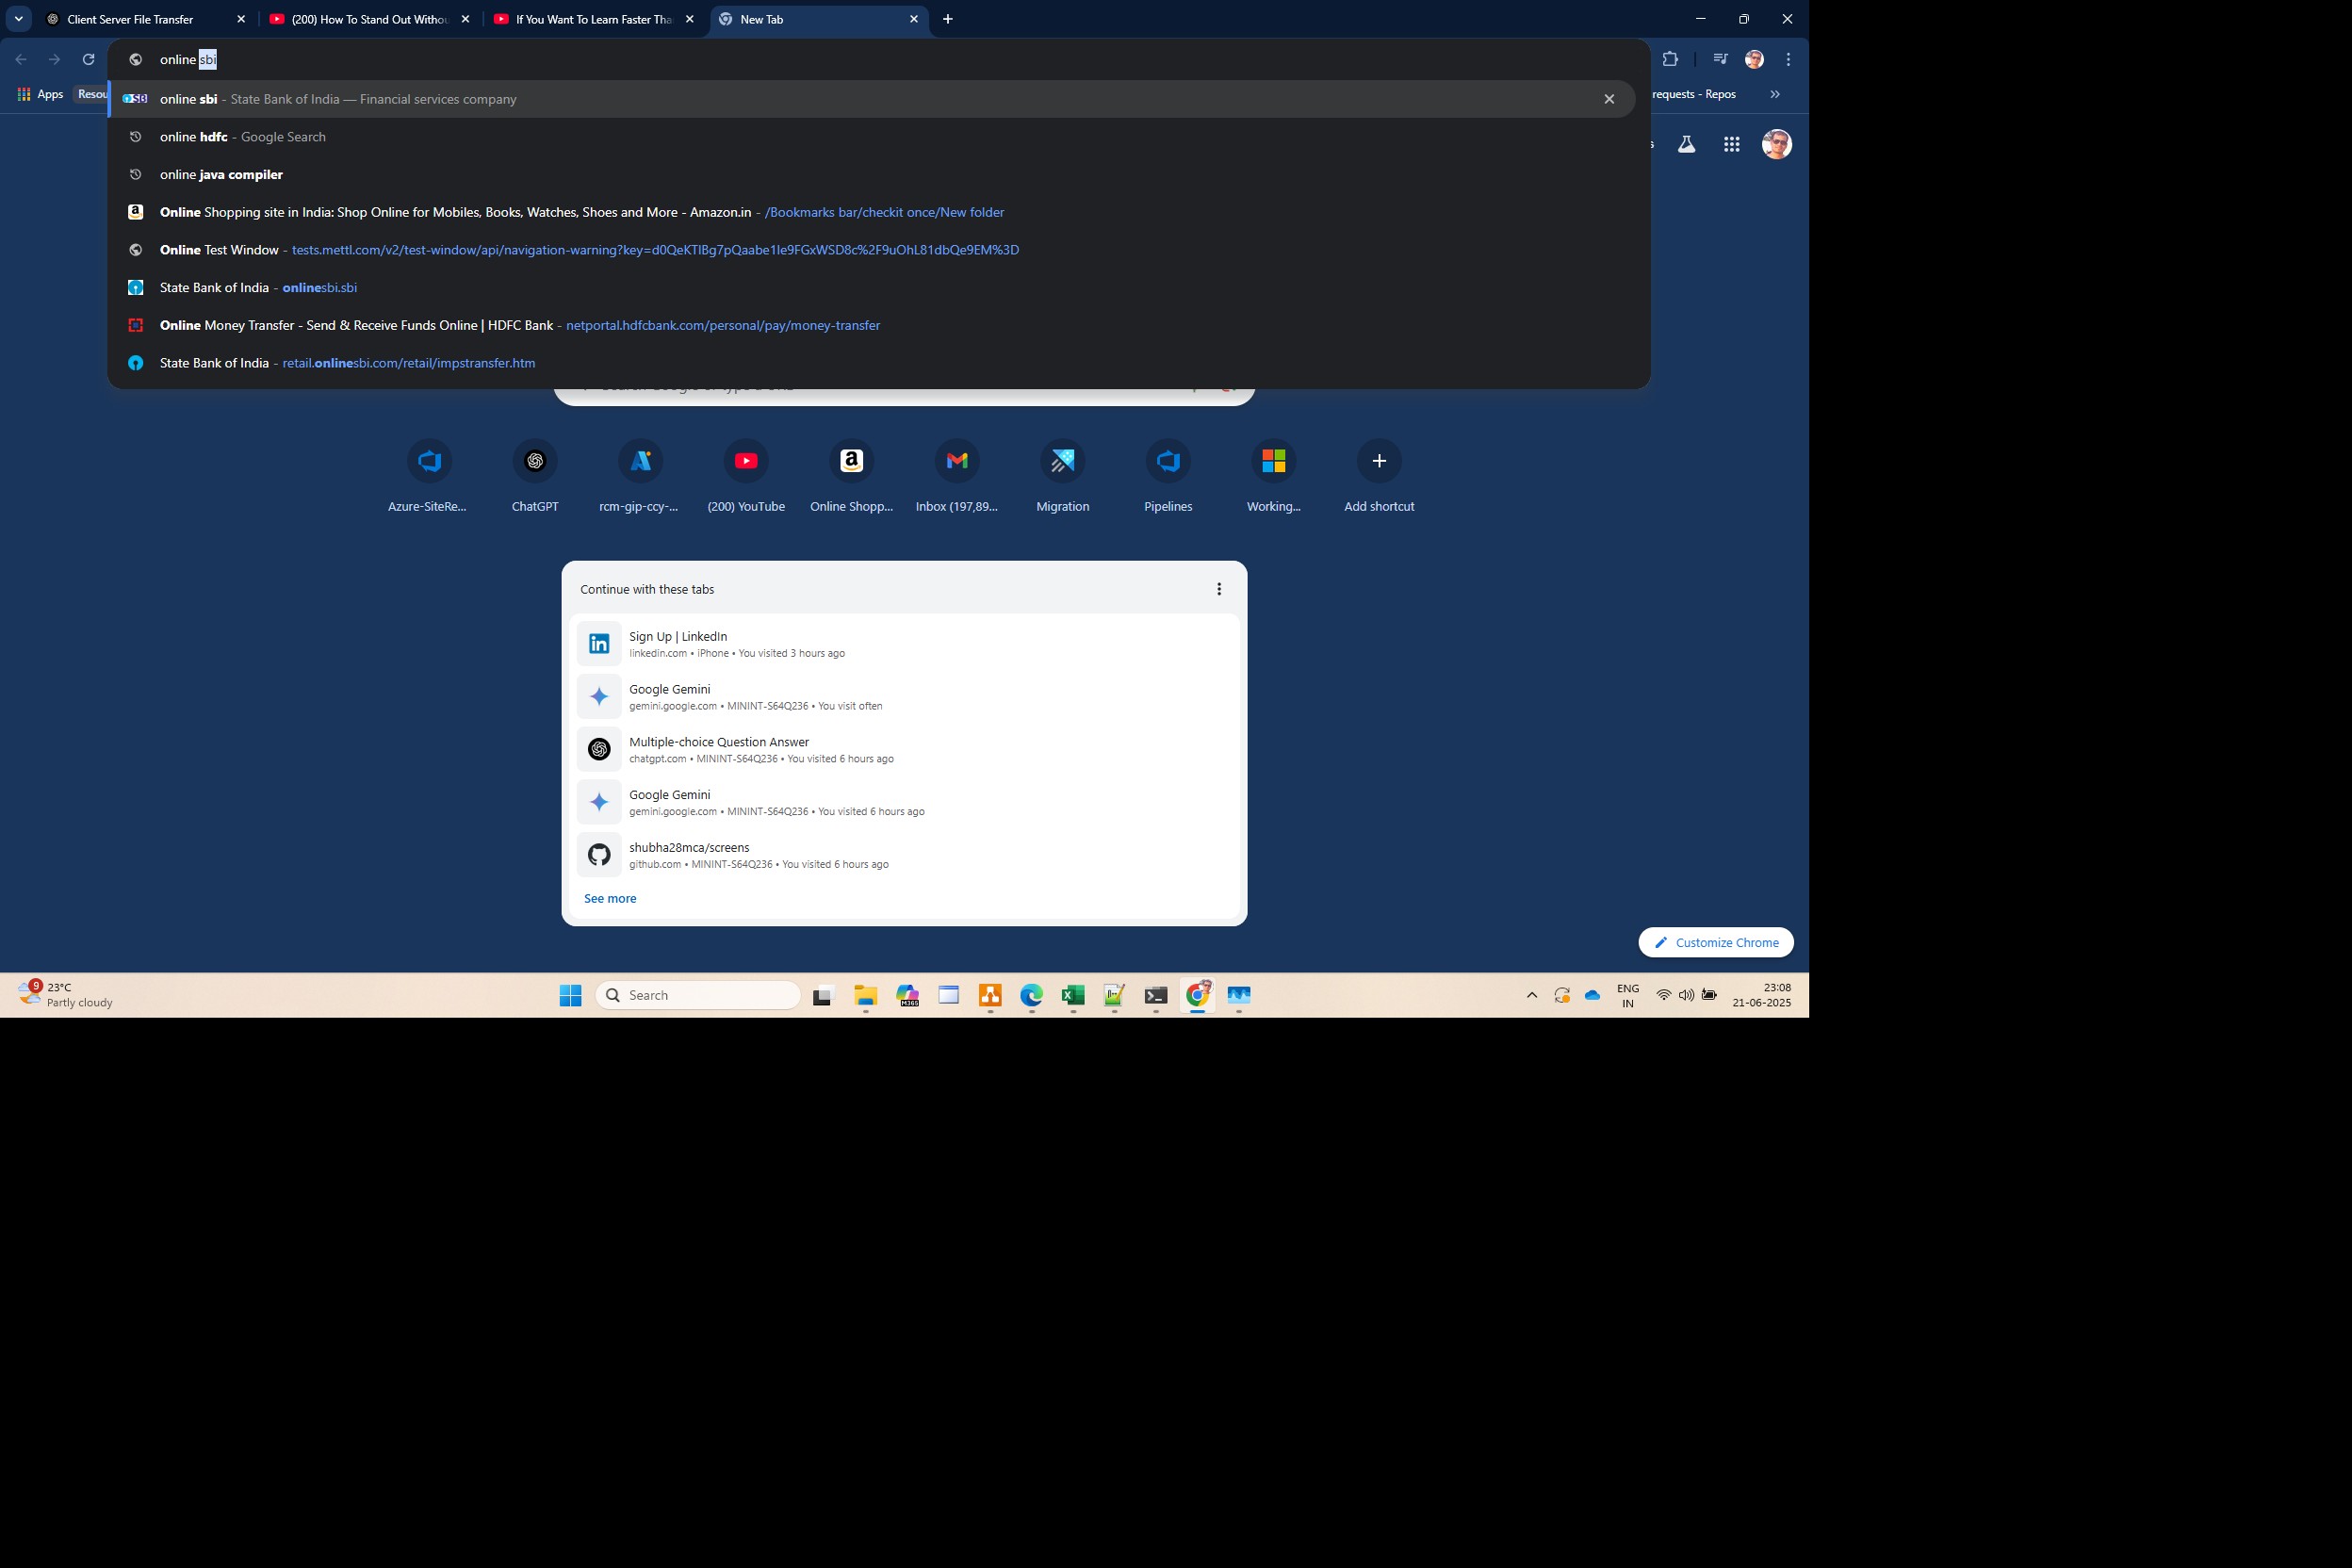 Client Server File Transfer
(200) How To Stand Out Withou
If You Want To Learn Faster Tha
New Tab
online sbi
Apps
Resou
requests - Repos
online sbi - State Bank of India — Financial services company
online hdfc - Google Search
online java compiler
Online Shopping site in India: Shop Online for Mobiles, Books, Watches, Shoes and More - Amazon.in - /Bookmarks bar/checkit once/New folder
Online Test Window - tests.mettl.com/v2/test-window/api/navigation-warning?key=d0QeKTlBg7pQaabe1le9FGxWSD8c%2F9uOhL81dbQe9EM%3D
State Bank of India - onlinesbi.sbi
Online Money Transfer - Send & Receive Funds Online | HDFC Bank - netportal.hdfcbank.com/personal/pay/money-transfer
State Bank of India - retail.onlinesbi.com/retail/impstransfer.htm
Azure-SiteRe...
ChatGPT
rcm-gip-ccy-...
(200) YouTube
Online Shopp...
Inbox (197,89...
Migration
Pipelines
Working...
Add shortcut
Continue with these tabs
Sign Up | LinkedIn
linkedin.com • iPhone • You visited 3 hours ago
Google Gemini
gemini.google.com • MININT-S64Q236 • You visit often
Multiple-choice Question Answer
chatgpt.com • MININT-S64Q236 • You visited 6 hours ago
Google Gemini
gemini.google.com • MININT-S64Q236 • You visited 6 hours ago
shubha28mca/screens
github.com • MININT-S64Q236 • You visited 6 hours ago
See more
Customize Chrome
9
23°C
Partly cloudy
Search
M365
ENG
IN
23:08
21-06-2025